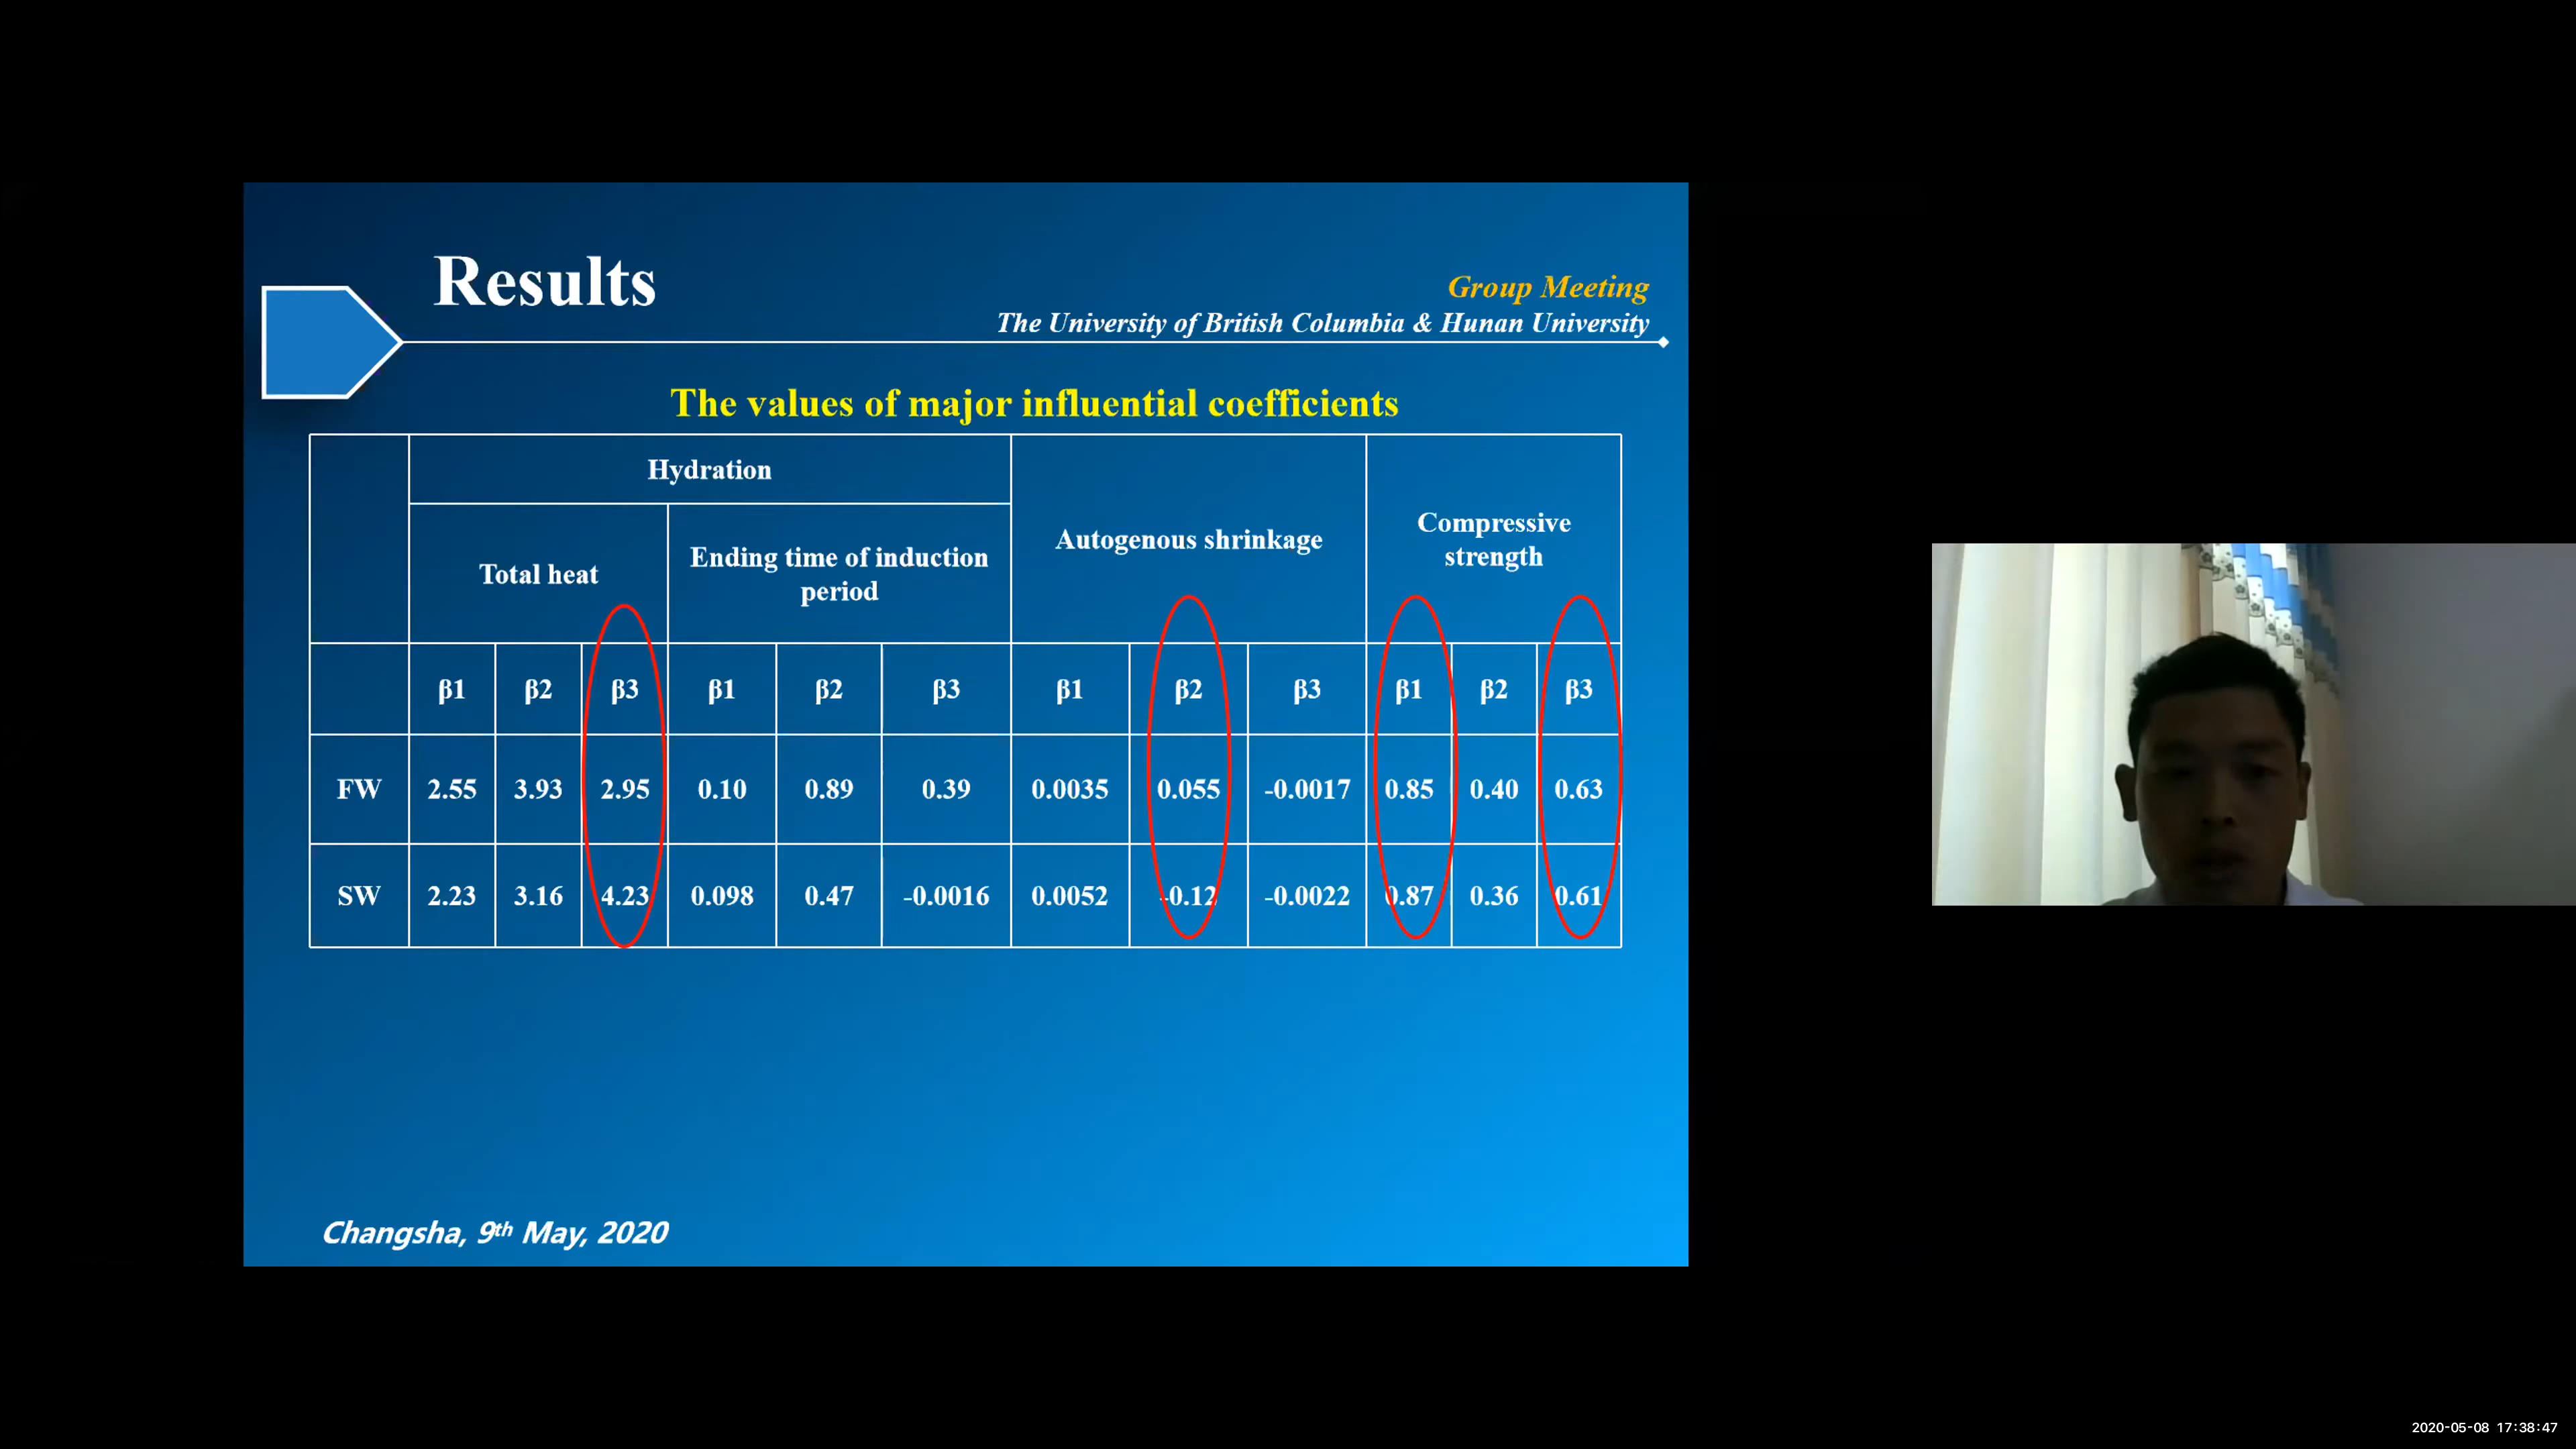 Results
Group Meeting
The University of British Columbia & Hunan University
The values of major influential coefficients
Hydration
Autogenous shrinkage
Compressive
strength
Total heat
Ending time of induction
period
β1 β2 β3 β1 β2 β3 β1 β2 β3 β1 β2 β3
FW 2.55 3.93 2.95 0.10 0.89 0.39 0.0035 0.055 -0.0017 0.85 0.40 0.63
SW 2.23 3.16 4.23 0.098 0.47 -0.0016 0.0052 -0.12 -0.0022 0.87 0.36 0.61
Changsha, 9th May, 2020
2020-05-08 17:38:47